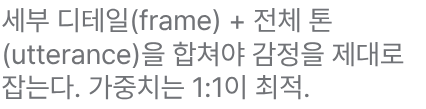 세부 디테일(frame) + 전체 톤
(utterance)을 합쳐야 감정을 제대로
잡는다. 가중치는 1:1이 최적.